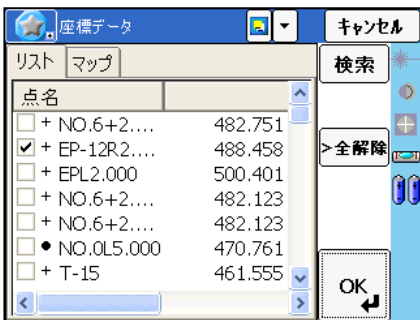 座標データ
キャンセル
リスト マップ
検索
点名
+ NO.6+2.... 482.751
+ EP-12R2.... 488.458
>全解除
+ EPL2.000 500.401
+ NO.6+2.... 482.123
+ NO.6+2.... 482.123
● NO.0L5.000 470.761
+ T-15 461.555
OK